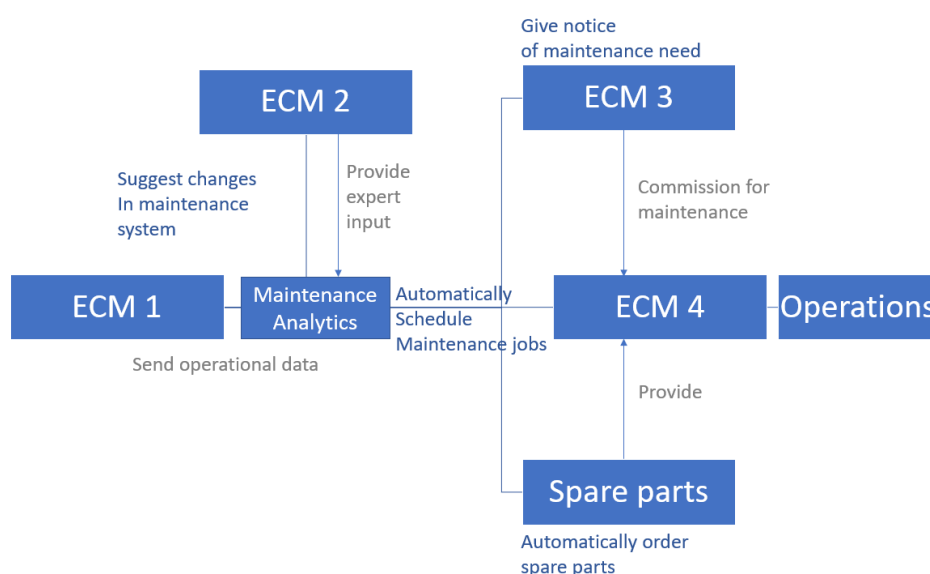 Give notice
of maintenance need
ECM 2
ECM 3
Suggest changes
In maintenance
system
Provide
expert
input
Commission for
maintenance
ECM 1
Maintenance
Analytics
Automatically
Schedule
Maintenance jobs
ECM 4
Operations
Send operational data
Provide
Spare parts
Automatically order
spare parts